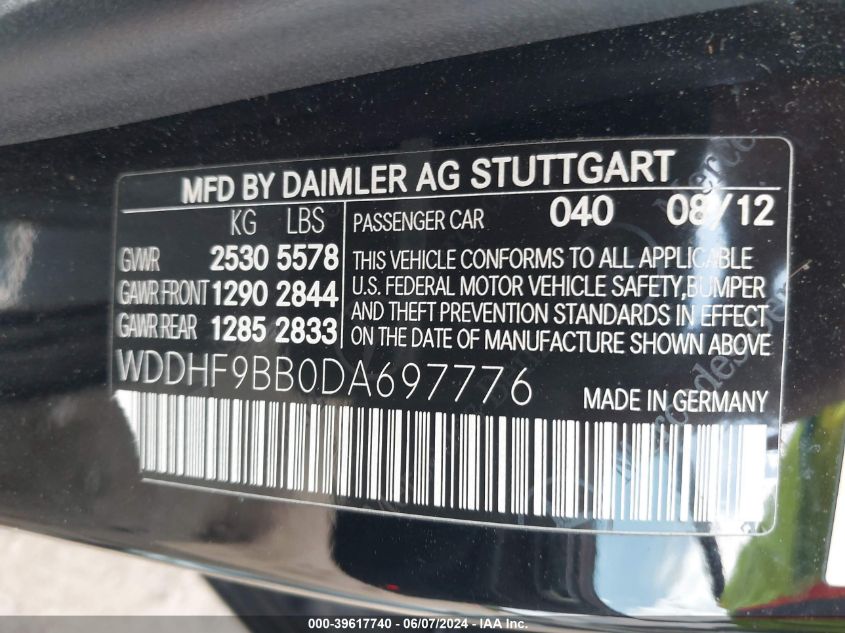 MFD BY DAIMLER AG STUTTGART
KG LBS
GVWR 2530 5578
GAWR FRONT 1290 2844
GAWR REAR 1285 2833
PASSENGER CAR 040 08/12
THIS VEHICLE CONFORMS TO ALL APPLICABLE
U.S. FEDERAL MOTOR VEHICLE SAFETY,BUMPER
AND THEFT PREVENTION STANDARDS IN EFFECT
ON THE DATE OF MANUFACTURE SHOWN ABOVE
WDDHF9BB0DA697776
MADE IN GERMANY
000-39617740 - 06/07/2024 - IAA Inc.